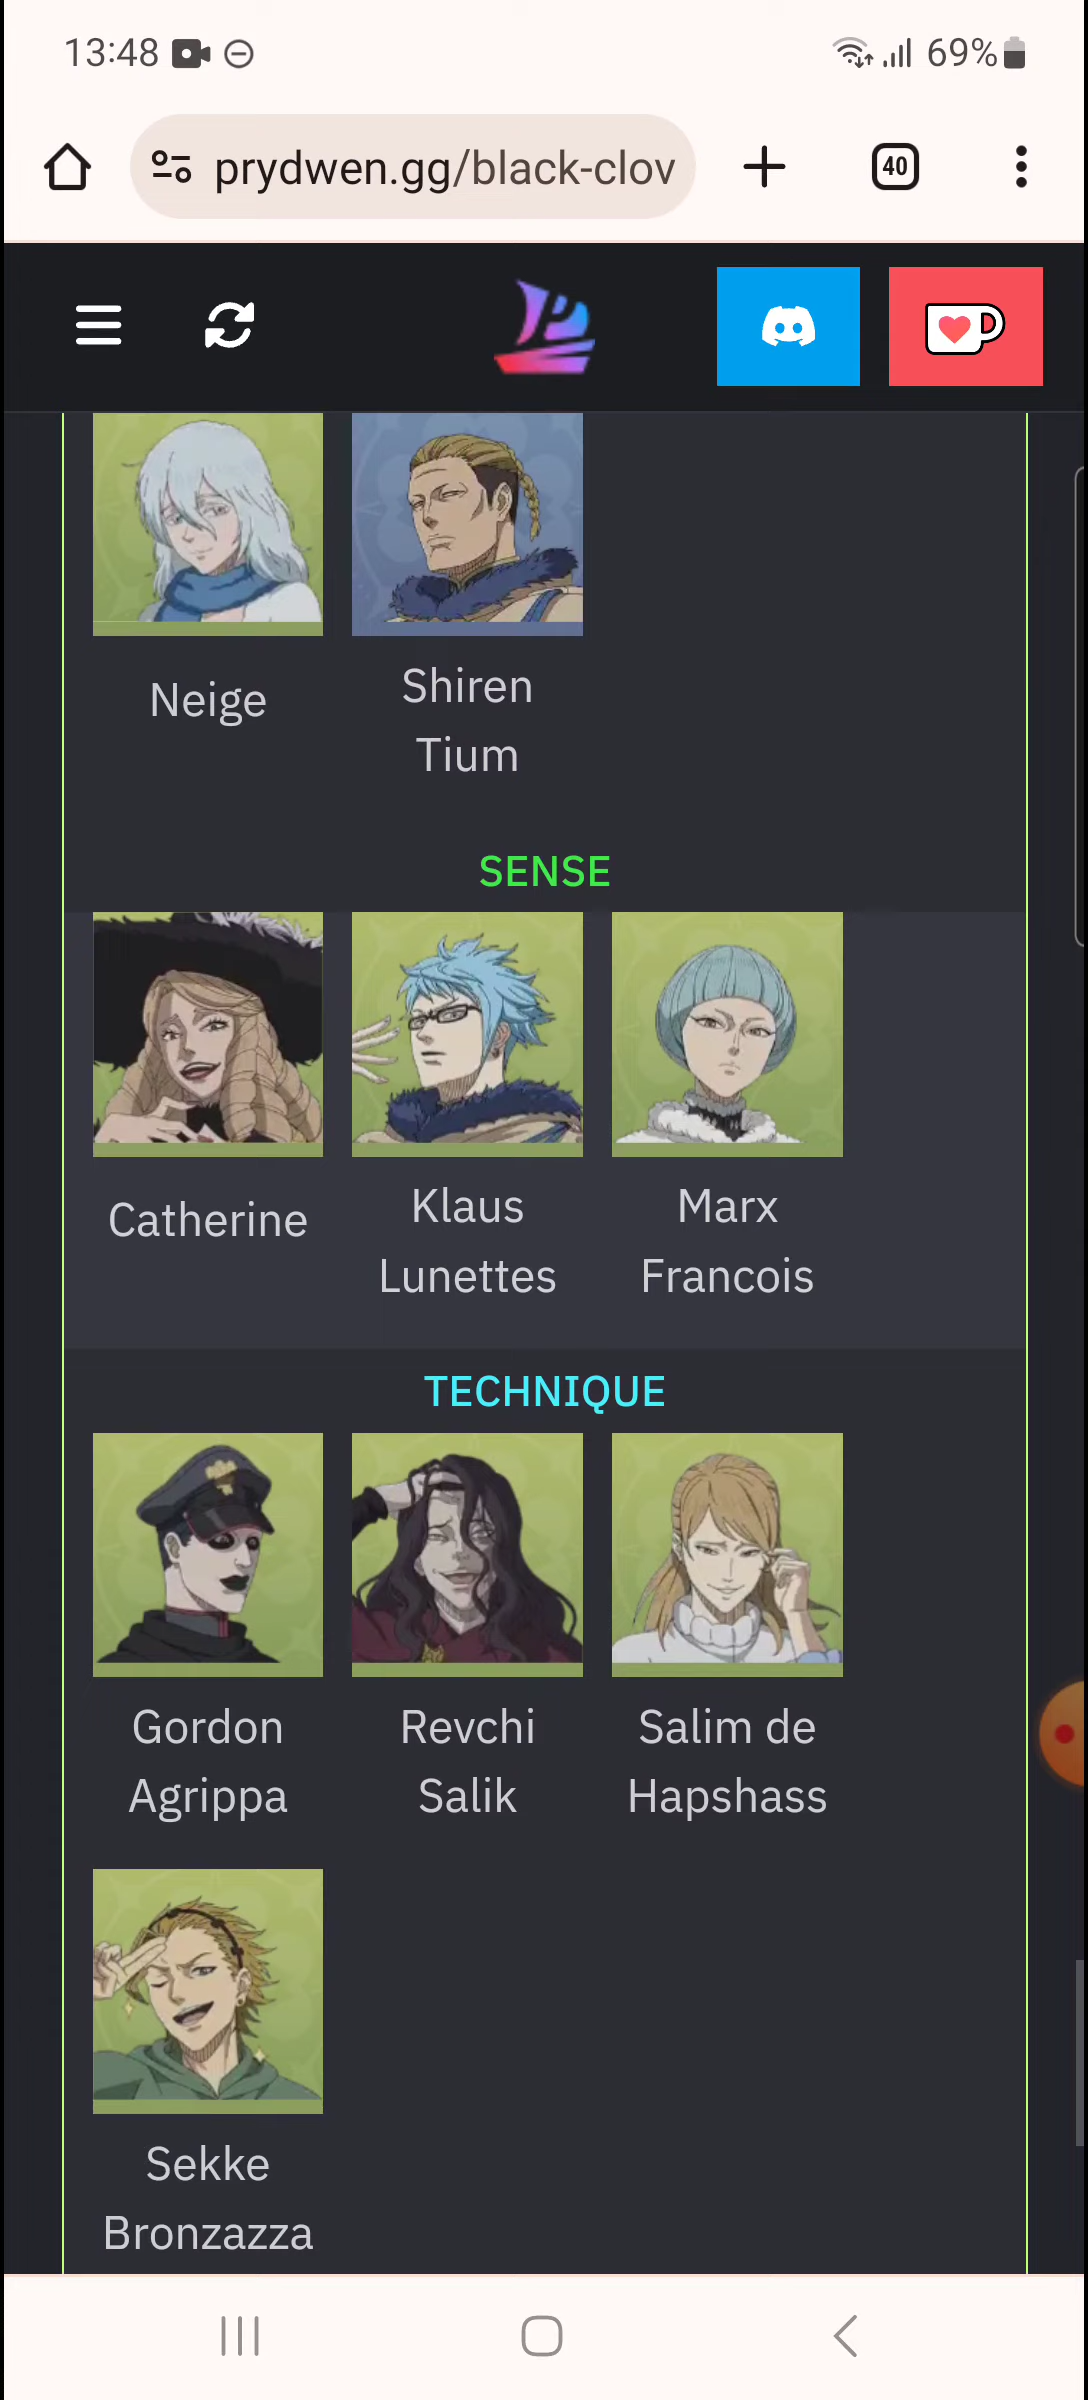 13:48
69%
prydwen.gg/black-clov
40
Neige
Shiren
Tium
SENSE
Catherine
Klaus
Lunettes
Marx
Francois
TECHNIQUE
Gordon
Agrippa
Revchi
Salik
Salim de
Hapshass
Sekke
Bronzazza